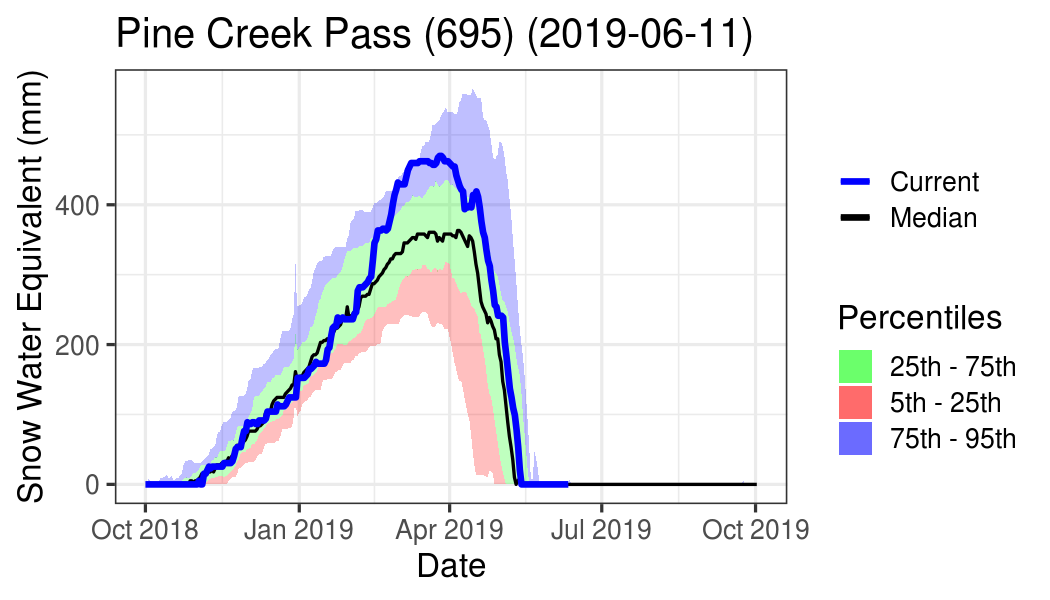 Pine Creek Pass (695) (2019-06-11)
Snow Water Equivalent (mm)
400
200
0
Oct 2018
Jan 2019
Apr 2019
Jul 2019
Oct 2019
Date
Current
Median
Percentiles
25th - 75th
5th - 25th
75th - 95th